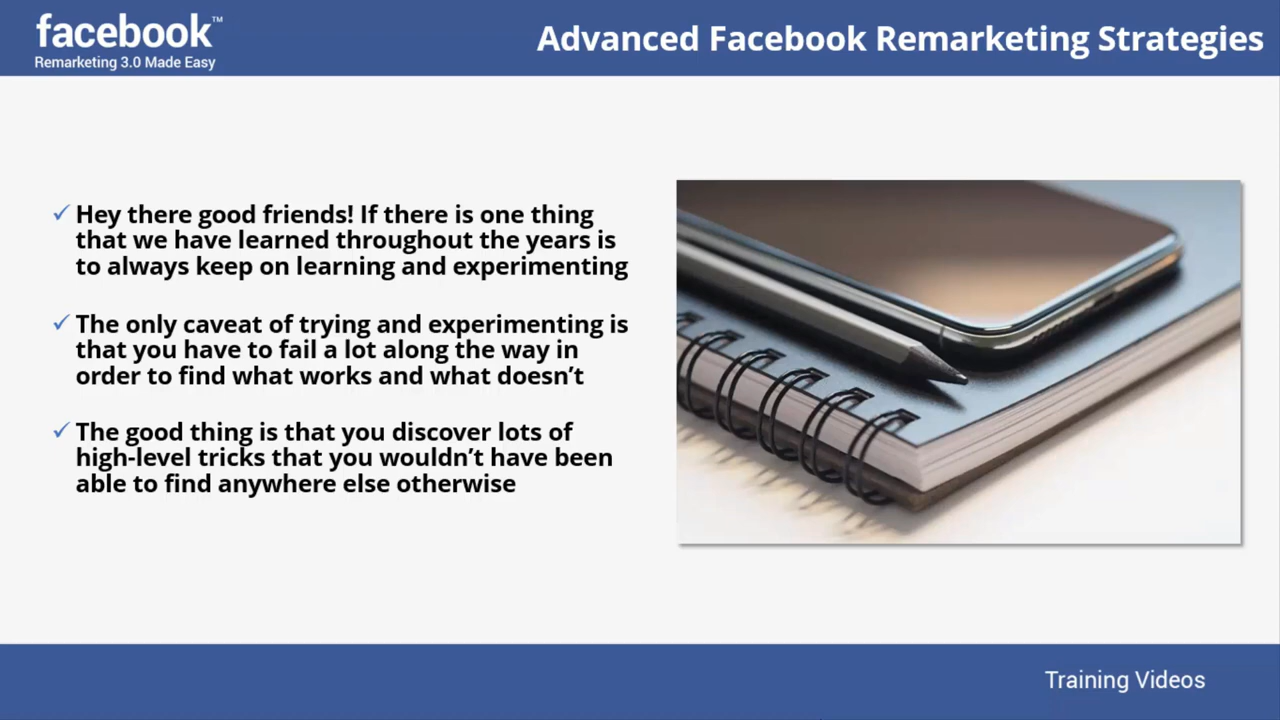 facebook™
Remarketing 3.0 Made Easy
Advanced Facebook Remarketing Strategies
Hey there good friends! If there is one thing
that we have learned throughout the years is
to always keep on learning and experimenting
The only caveat of trying and experimenting is
that you have to fail a lot along the way in
order to find what works and what doesn't
The good thing is that you discover lots of
high-level tricks that you wouldn't have been
able to find anywhere else otherwise
Training Videos